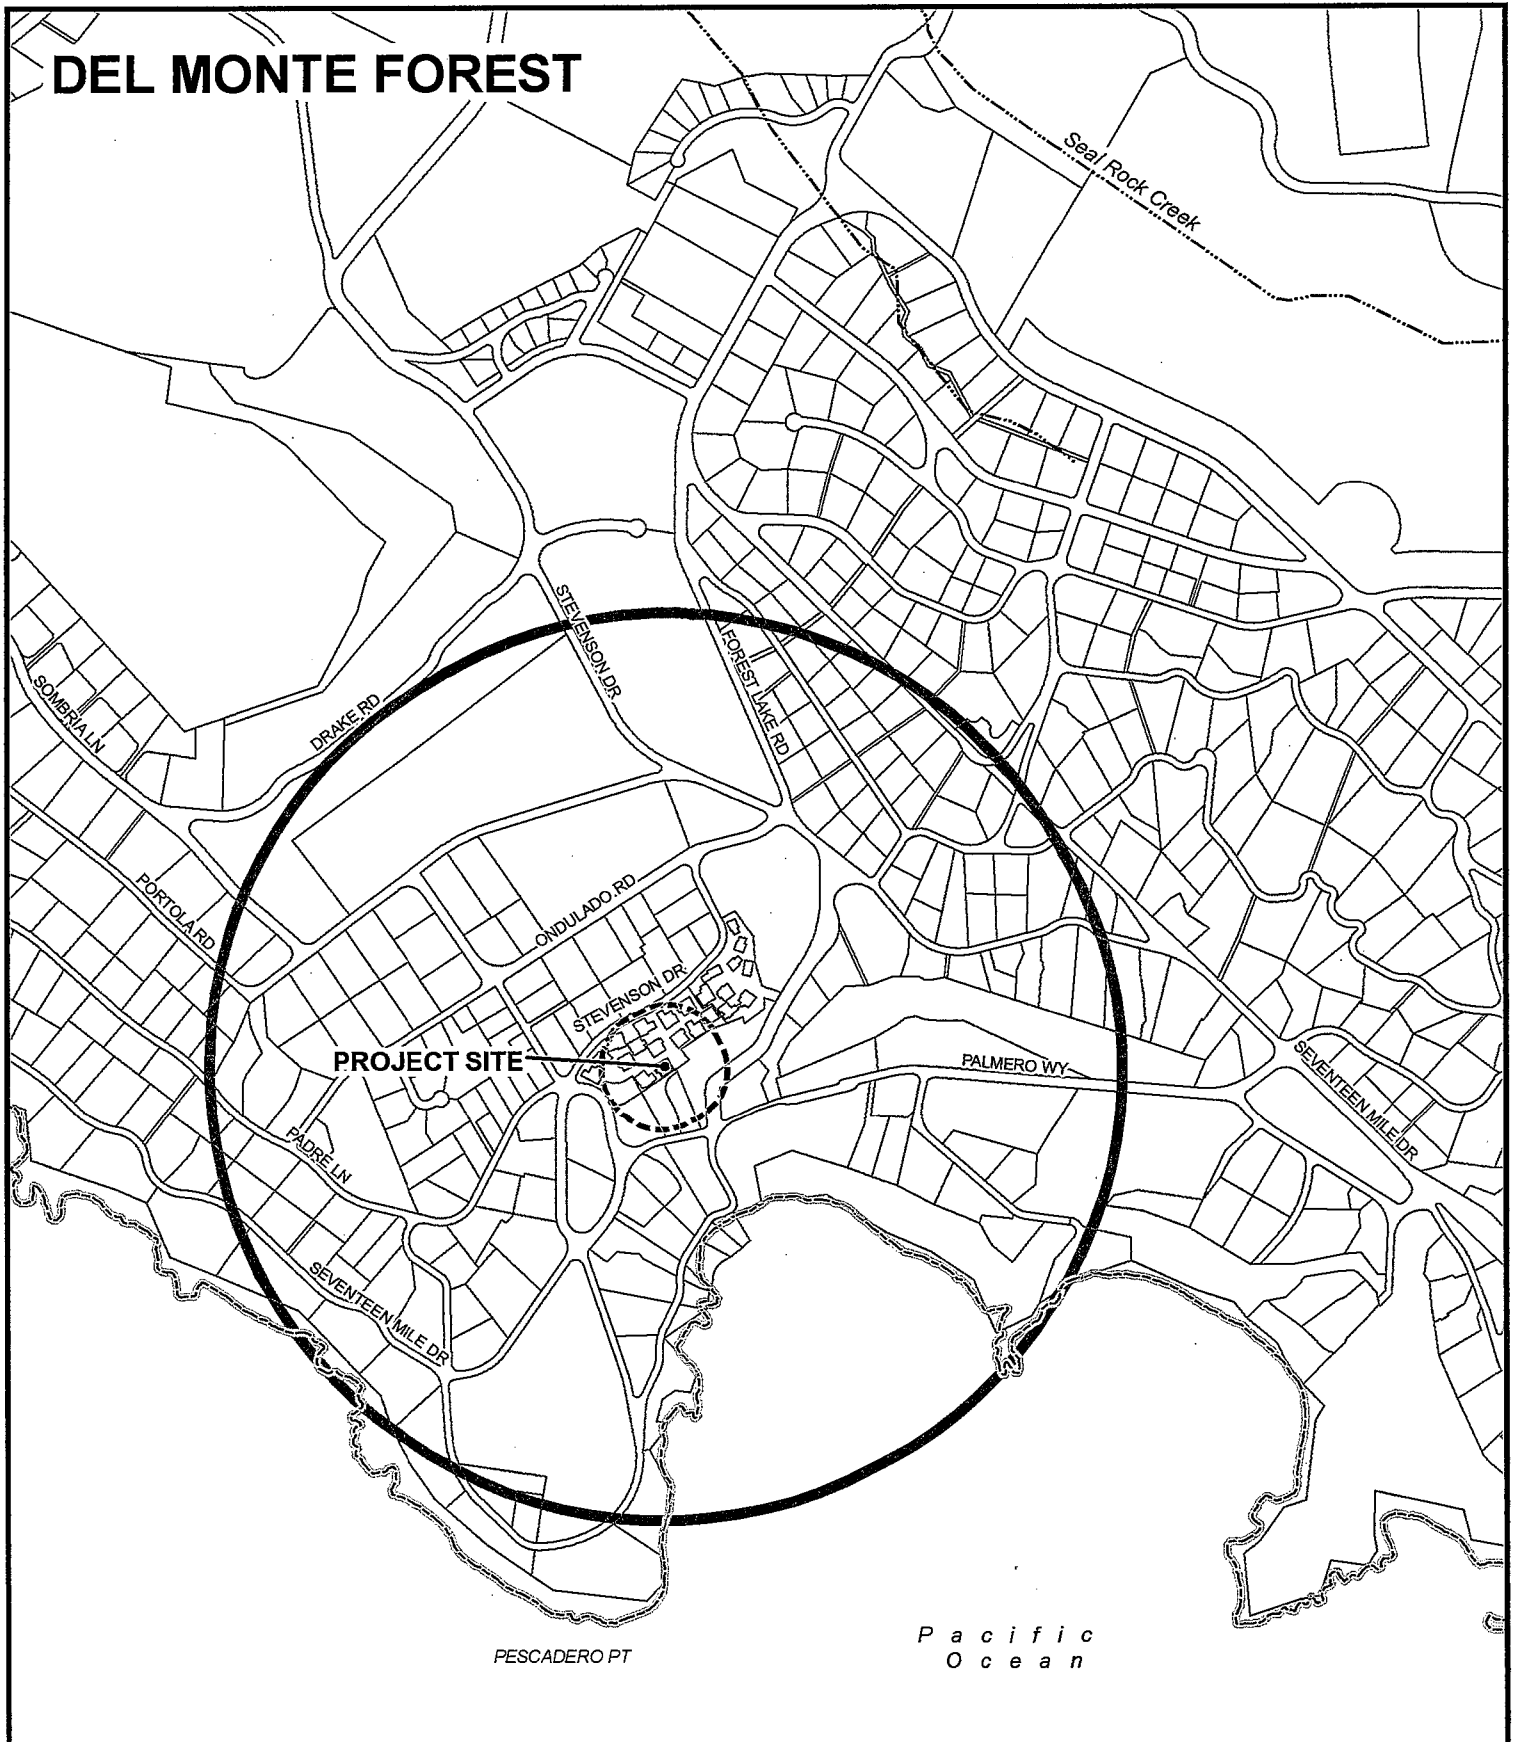 DEL MONTE FOREST
Seal Rock Creek
STEVENSON DR
FOREST LAKE RD
SOMBRIA LN
DRAKE RD
PORTOLA RD
ONDULADO RD
STEVENSON DR
PROJECT SITE
PALMERO WY
SEVENTEEN MILE DR
PADRE LN
SEVENTEEN MILE DR
Pacific
Ocean
PESCADERO PT